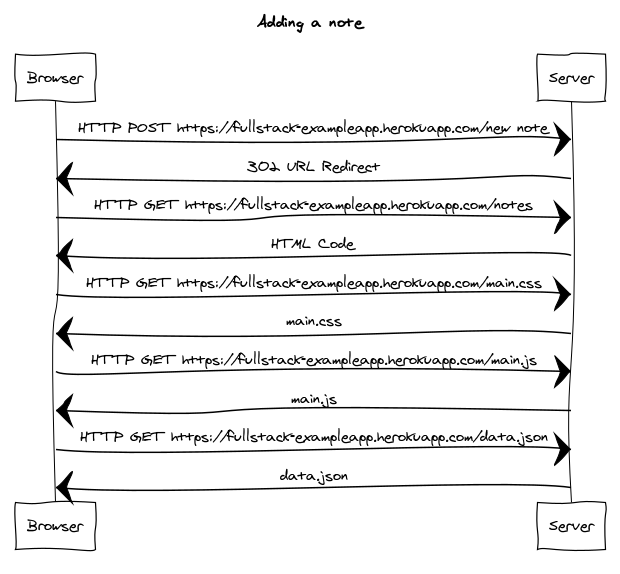 Adding a note
Browser
Server
HTTP POST https://fullstack-exampleapp.herokuapp.com/new note
302 URL Redirect
HTTP GET https://fullstack-exampleapp.herokuapp.com/notes
HTML Code
HTTP GET https://fullstack-exampleapp.herokuapp.com/main.css
main.css
HTTP GET https://fullstack-exampleapp.herokuapp.com/main.js
main.js
HTTP GET https://fullstack-exampleapp.herokuapp.com/data.json
data.json
Browser
Server